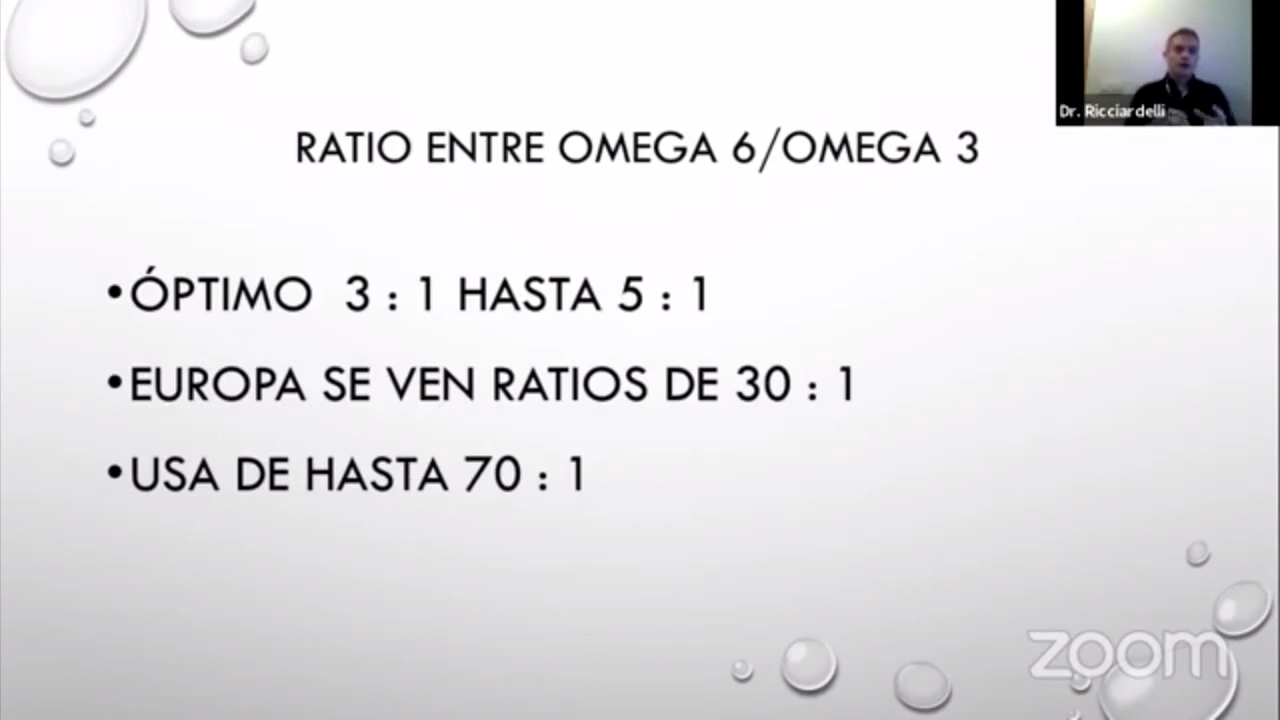 Dr. Ricciardelli
RATIO ENTRE OMEGA 6/OMEGA 3
•ÓPTIMO 3 : 1 HASTA 5 : 1
•EUROPA SE VEN RATIOS DE 30 : 1
•USA DE HASTA 70 : 1
zoom